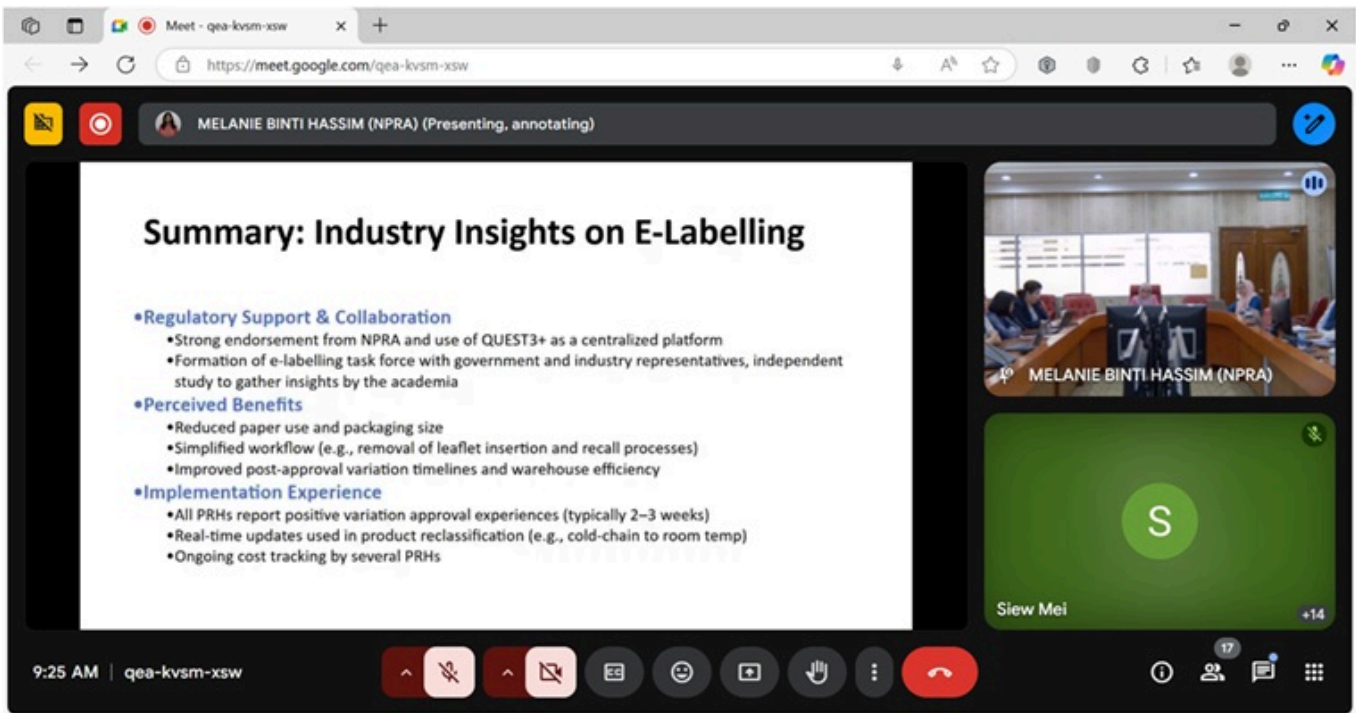 Meet - qea-kvsm-xsw
https://meet.google.com/qea-kvsm-xsw
MELANIE BINTI HASSIM (NPRA) (Presenting, annotating)
Summary: Industry Insights on E-Labelling
•Regulatory Support & Collaboration
•Strong endorsement from NPRA and use of QUEST3+ as a centralized platform
•Formation of e-labelling task force with government and industry representatives, independent
study to gather insights by the academia
•Perceived Benefits
•Reduced paper use and packaging size
•Simplified workflow (e.g., removal of leaflet insertion and recall processes)
•Improved post-approval variation timelines and warehouse efficiency
•Implementation Experience
•All PRHs report positive variation approval experiences (typically 2–3 weeks)
•Real-time updates used in product reclassification (e.g., cold-chain to room temp)
•Ongoing cost tracking by several PRHs
MELANIE BINTI HASSIM (NPRA)
S
Siew Mei
+14
9:25 AM | qea-kvsm-xsw
CC
17